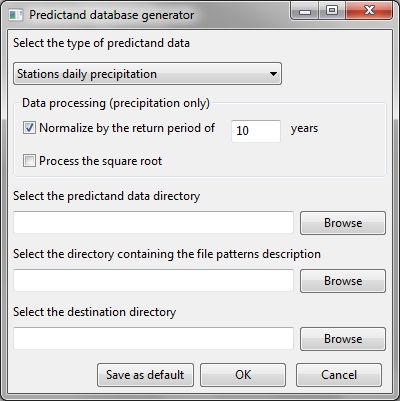 Predictand database generator
Select the type of predictand data
Stations daily precipitation
Data processing (precipitation only)
Normalize by the return period of 10 years
Process the square root
Select the predictand data directory
Browse
Select the directory containing the file patterns description
Browse
Select the destination directory
Browse
Save as default OK Cancel